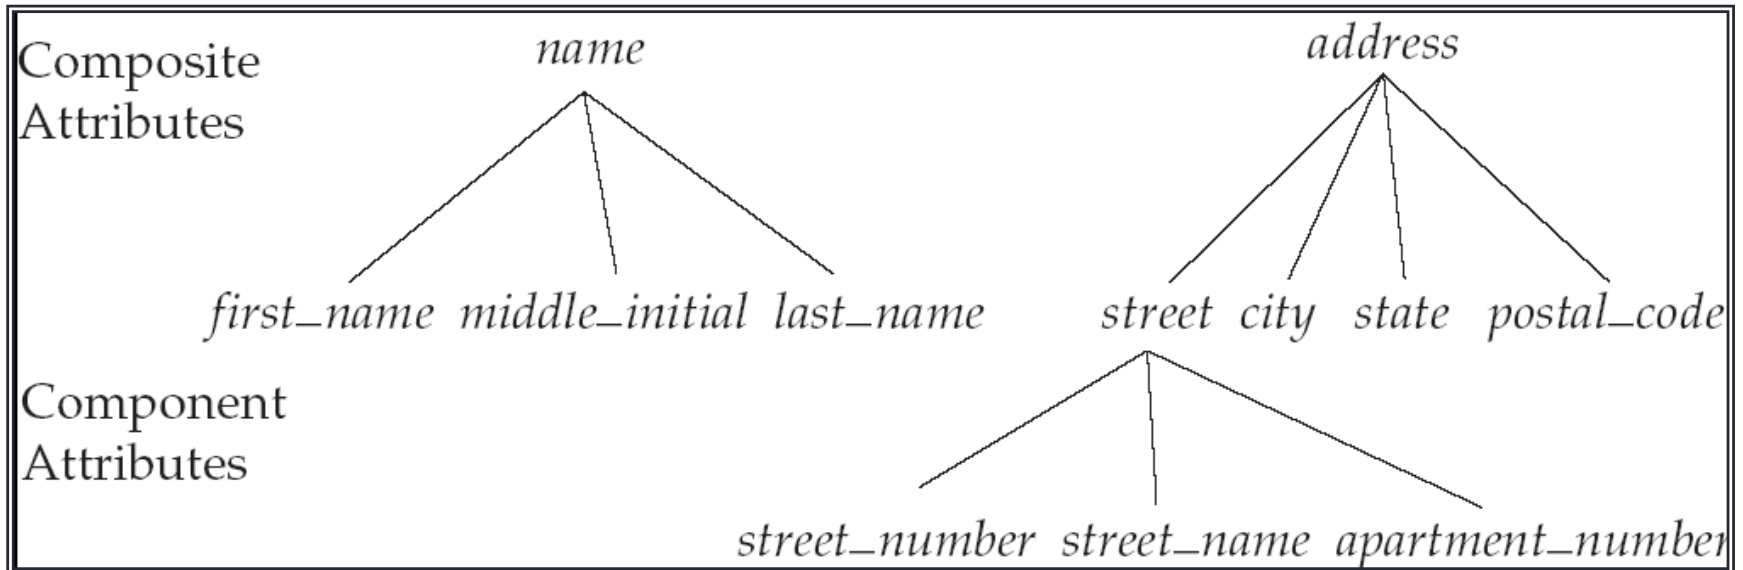 Composite
Attributes
name
address
first_name middle_initial last_name
street city state postal_code
Component
Attributes
street_number street_name apartment_number